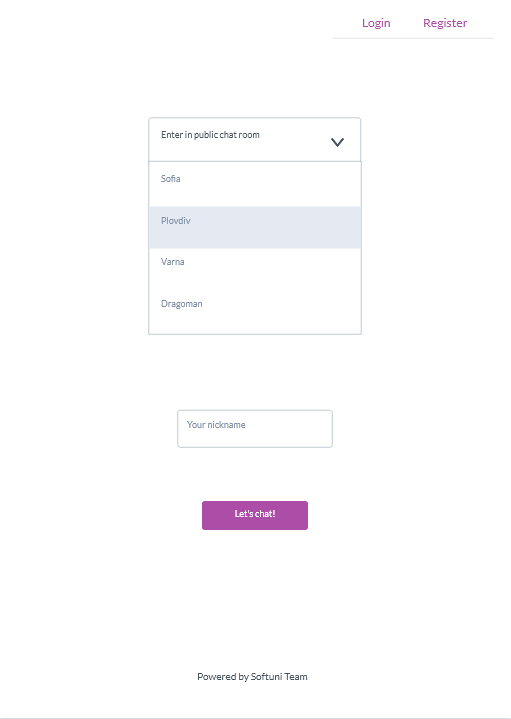 Login Register
Enter in public chat room
Sofia
Plovdiv
Varna
Dragoman
Your nickname
Let's chat!
Powered by Softuni Team